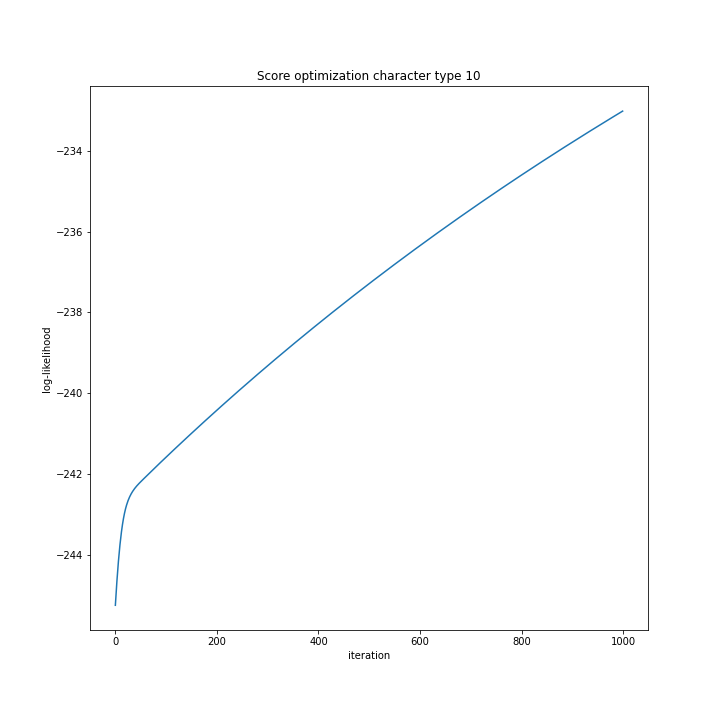 Score optimization character type 10
log-likelihood
−234
−236
−238
−240
−242
−244
0 200 400 600 800 1000
iteration